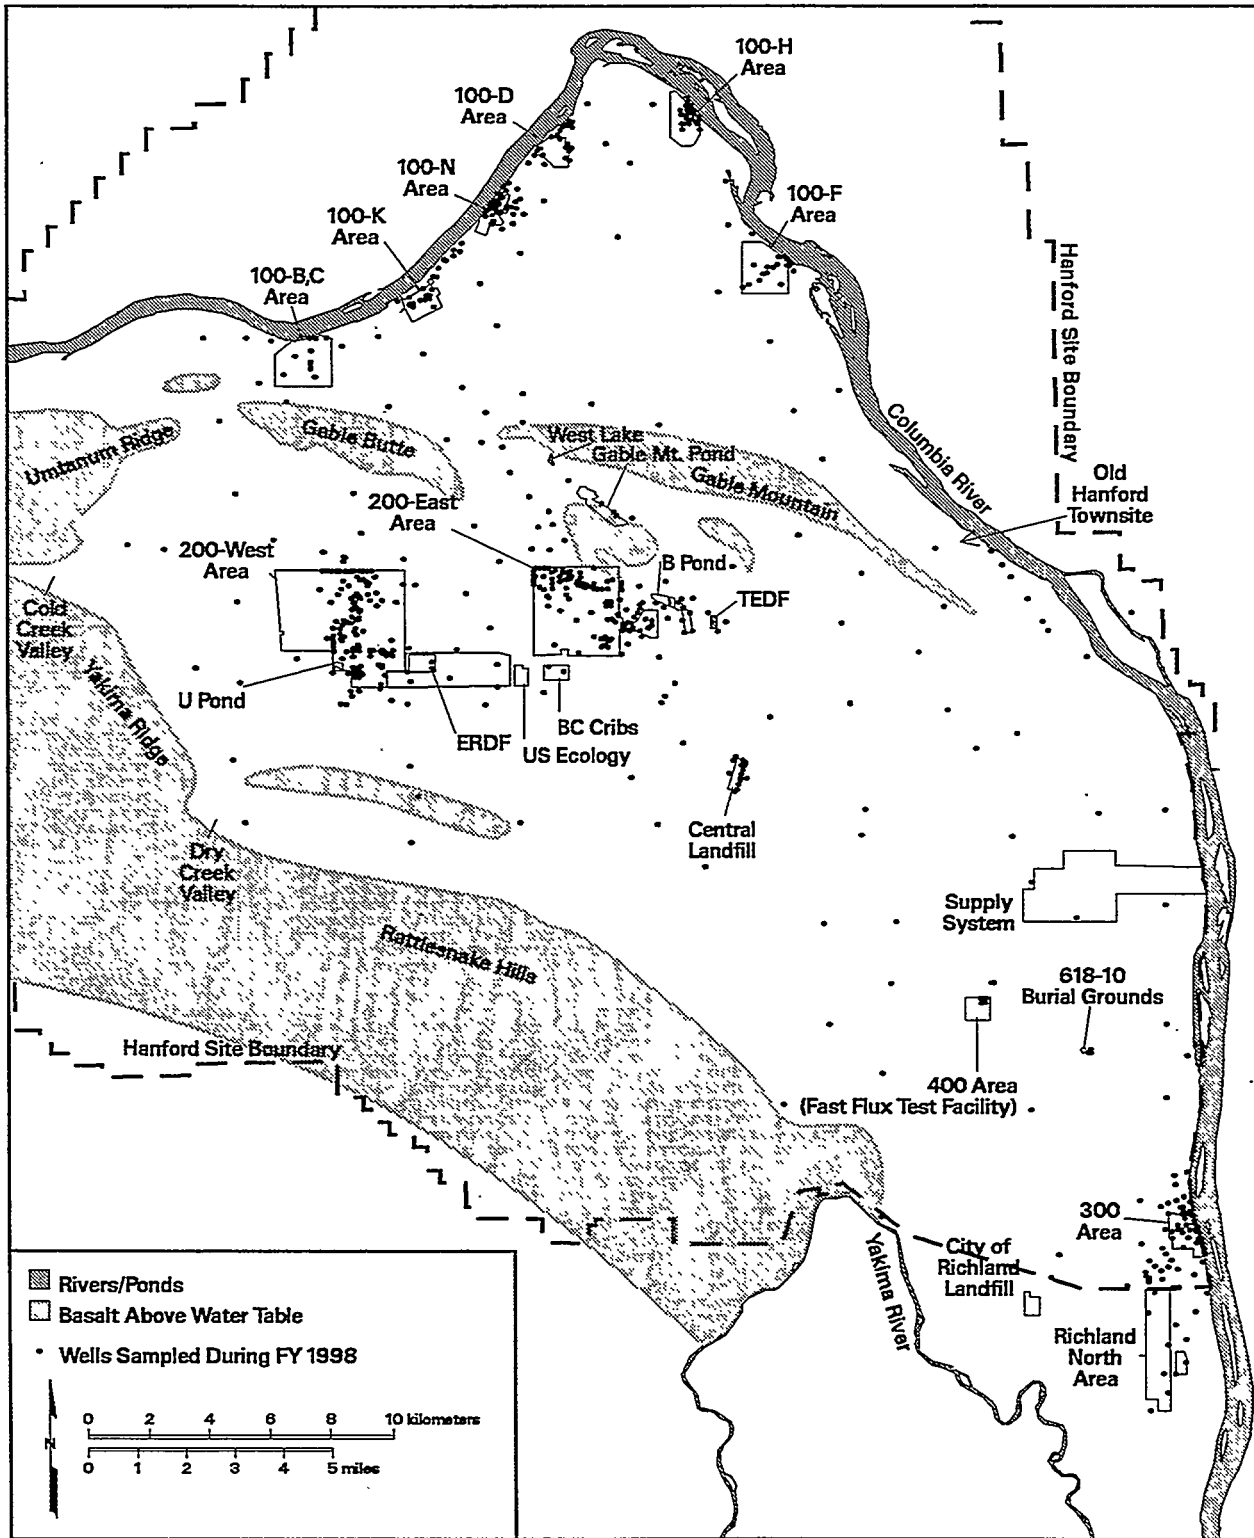 100-H
Area
100-D
Area
100-N
Area
100-K
Area
100-F
Area
100-B,C
Area
Hanford Site Boundary
Columbia River
Umtanum Ridge
Gable Butte
West Lake
Gable Mt. Pond
Gable Mountain
Old
Hanford
Townsite
200-East
Area
200-West
Area
B Pond
TEDF
Cold
Creek
Valley
Yakima Ridge
U Pond
ERDF
BC Cribs
US Ecology
Central
Landfill
Dry
Creek
Valley
Supply
System
Rattlesnake Hills
618-10
Burial Grounds
Hanford Site Boundary
400 Area
(Fast Flux Test Facility)
300
Area
City of
Richland
Landfill
Yakima River
Richland
North
Area
Rivers/Ponds
Basalt Above Water Table
Wells Sampled During FY 1998
0 2 4 6 8 10 kilometers
N
0 1 2 3 4 5 miles